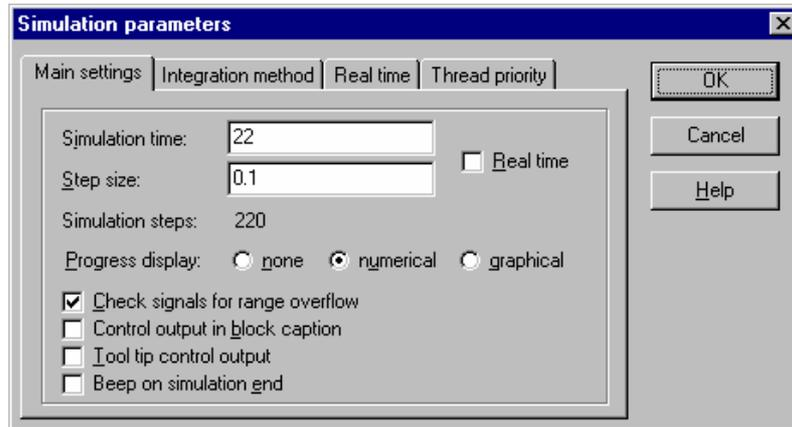 Simulation parameters
Main settings Integration method Real time Thread priority
OK
Simulation time: 22
Real time
Cancel
Step size: 0.1
Help
Simulation steps: 220
Progress display: none numerical graphical
Check signals for range overflow
Control output in block caption
Tool tip control output
Beep on simulation end